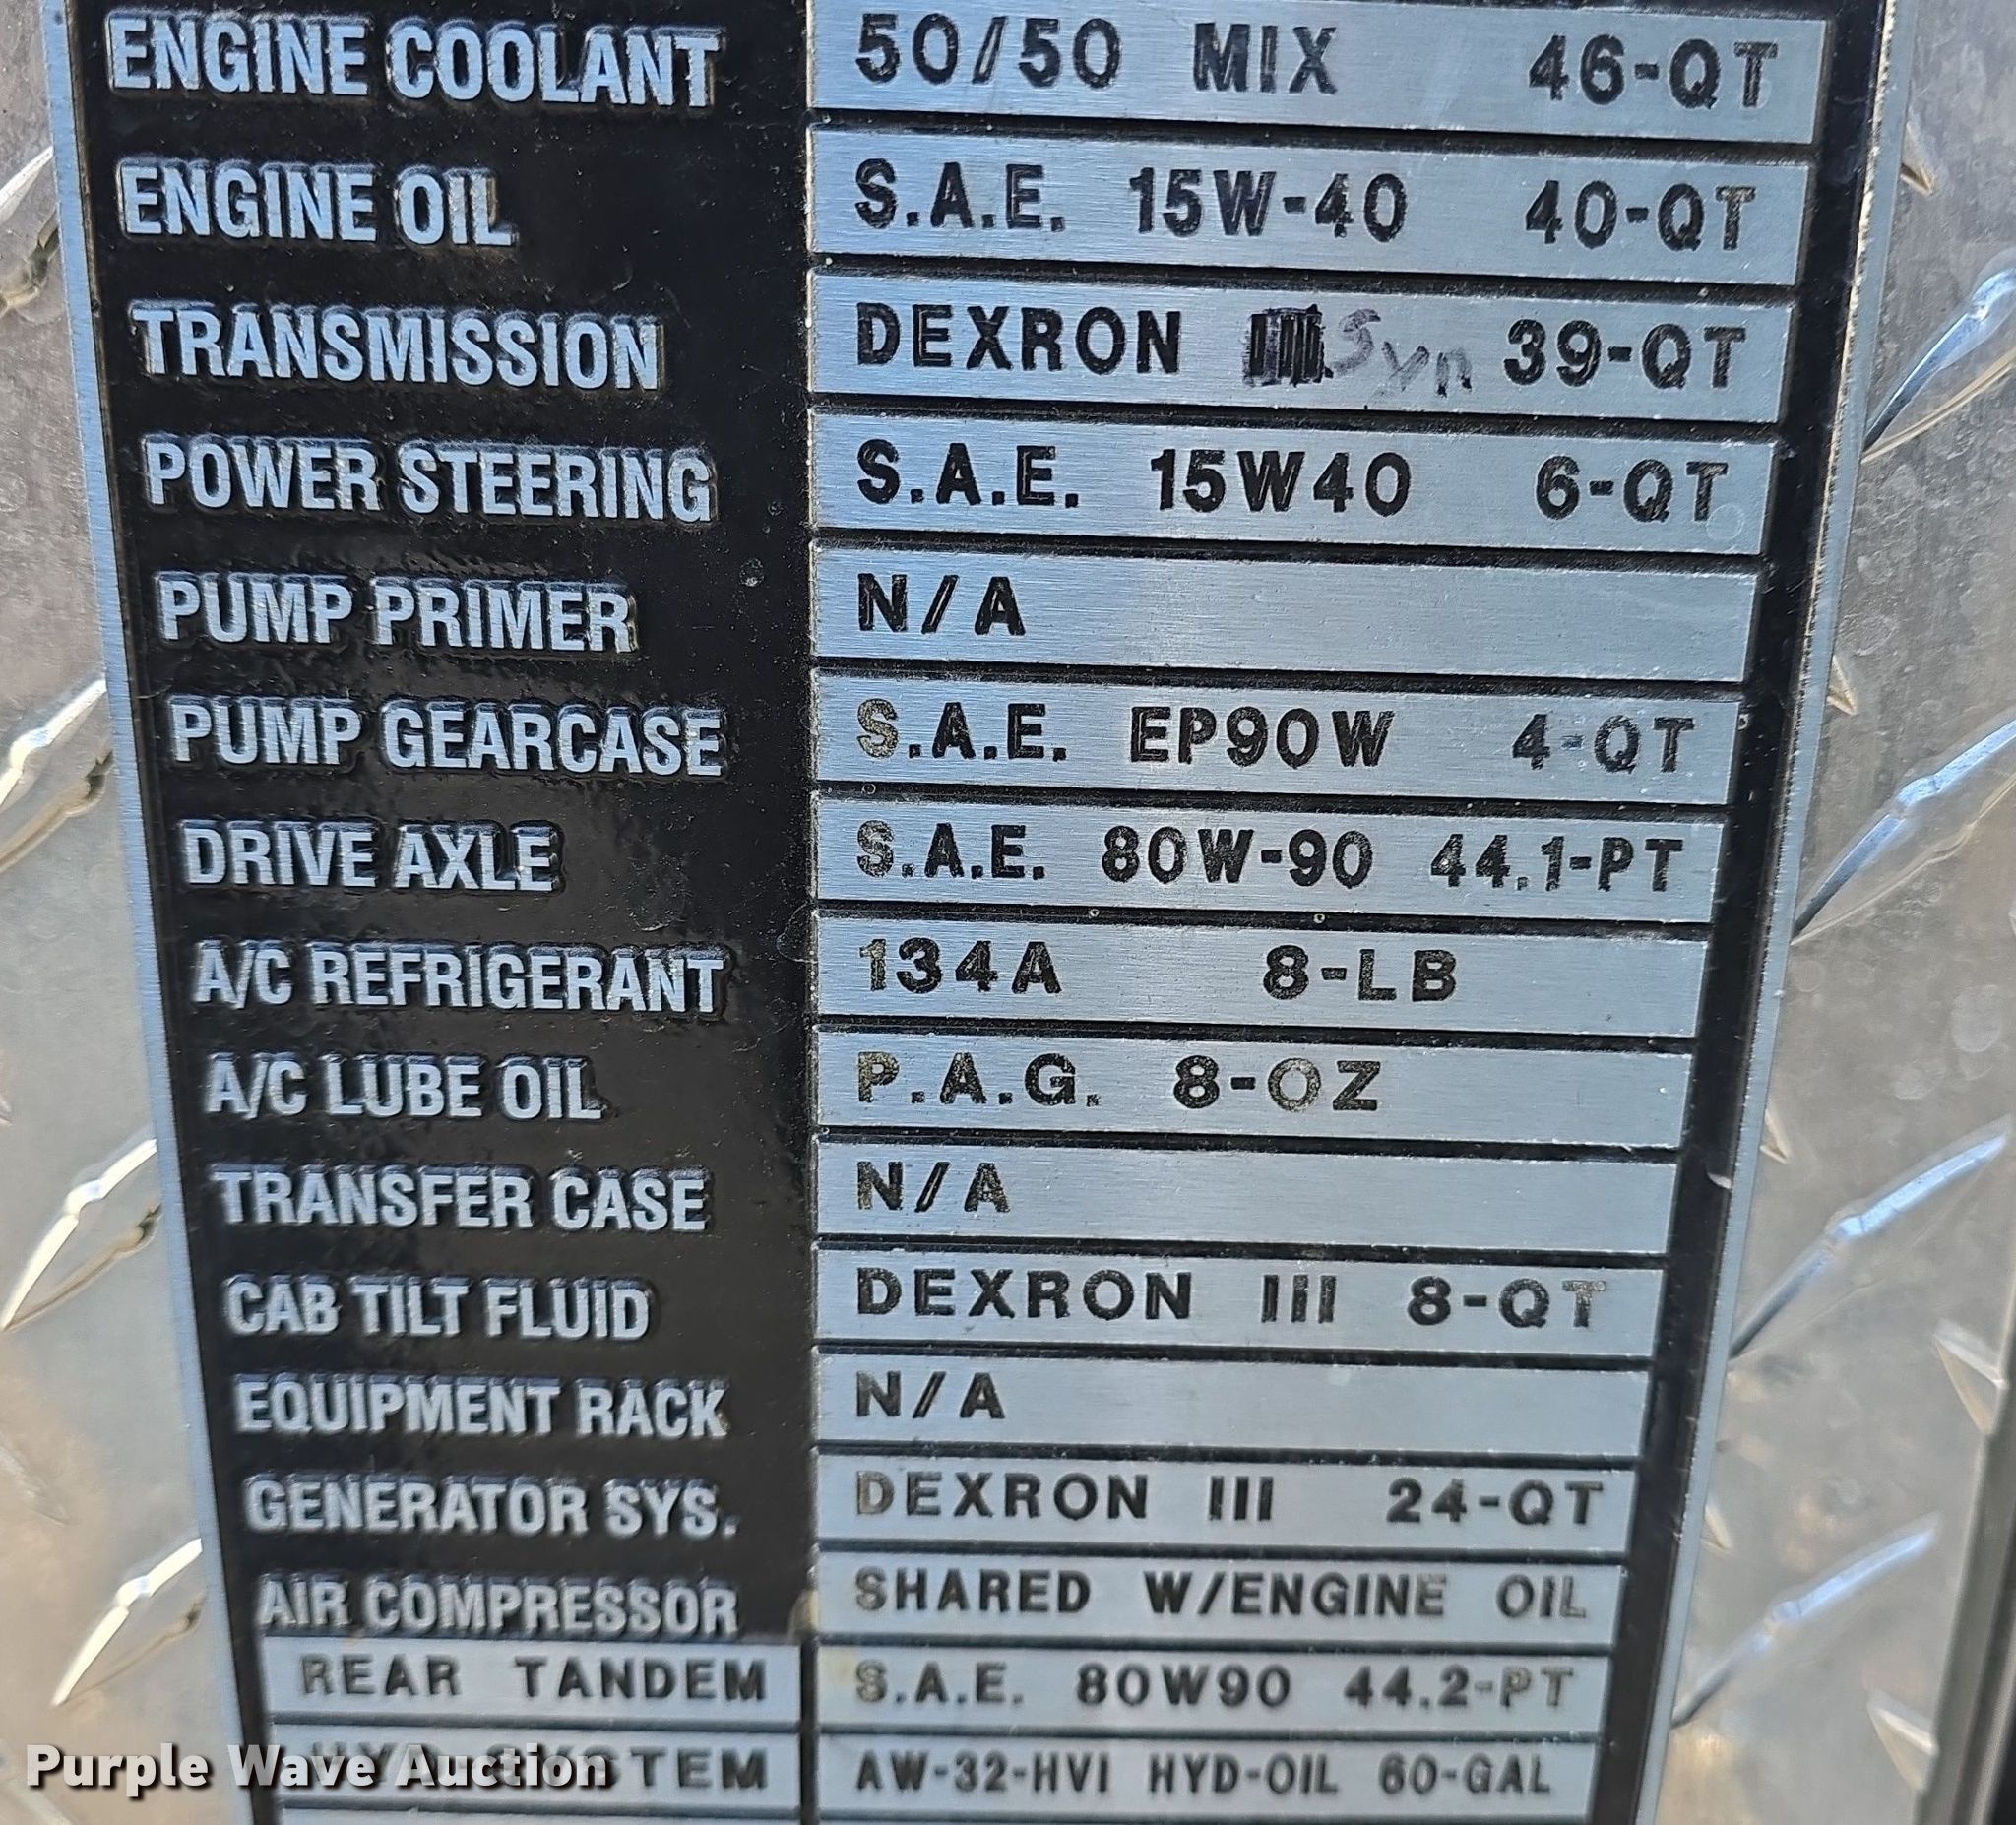 ENGINE COOLANT 50/50 MIX 46-QT
ENGINE OIL S.A.E. 15W-40 40-QT
TRANSMISSION DEXRON III Syn 39-QT
POWER STEERING S.A.E. 15W40 6-QT
PUMP PRIMER N/A
PUMP GEARCASE S.A.E. EP90W 4-QT
DRIVE AXLE S.A.E. 80W-90 44.1-PT
A/C REFRIGERANT 134A 8-LB
A/C LUBE OIL P.A.G. 8-OZ
TRANSFER CASE N/A
CAB TILT FLUID DEXRON III 8-QT
EQUIPMENT RACK N/A
GENERATOR SYS. DEXRON III 24-QT
AIR COMPRESSOR SHARED W/ENGINE OIL
REAR TANDEM S.A.E. 80W90 44.2-PT
HYD SYSTEM AW-32-HVI HYD-OIL 60-GAL
Purple Wave Auction